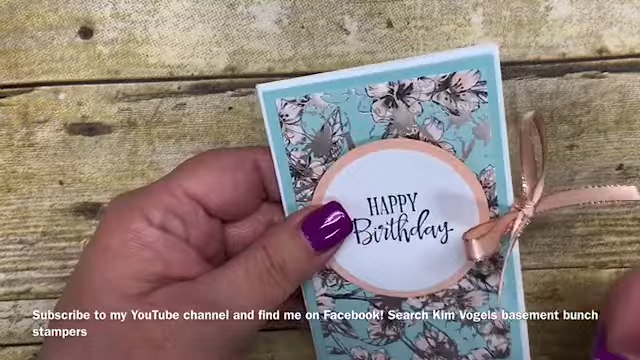 HAPPY
Birthday
Subscribe to my YouTube channel and find me on Facebook! Search Kim Vogels basement bunch
stampers